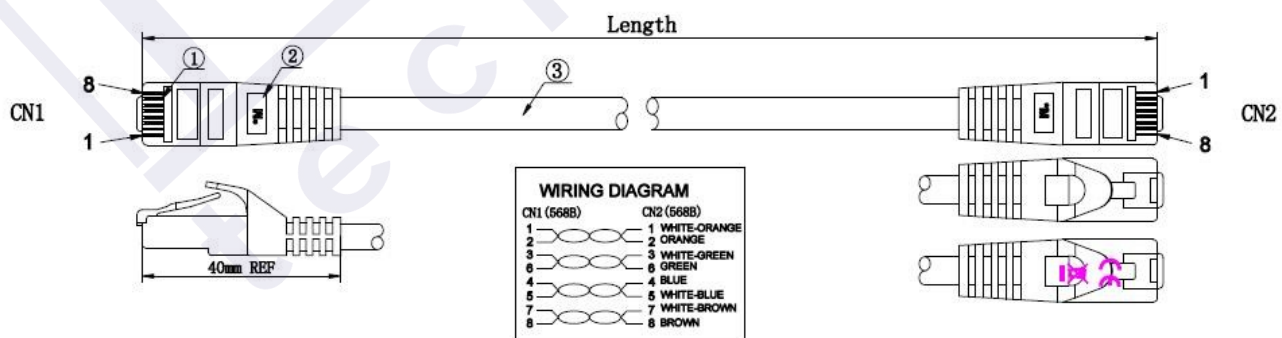 Length
① ② ③
8 1
CN1 CN2
1 8
M.
M.
40mm REF
WIRING DIAGRAM
CN1 (568B) CN2 (568B)
1 1 WHITE-ORANGE
2 2 ORANGE
3 3 WHITE-GREEN
6 6 GREEN
4 4 BLUE
5 5 WHITE-BLUE
7 7 WHITE-BROWN
8 8 BROWN
CE